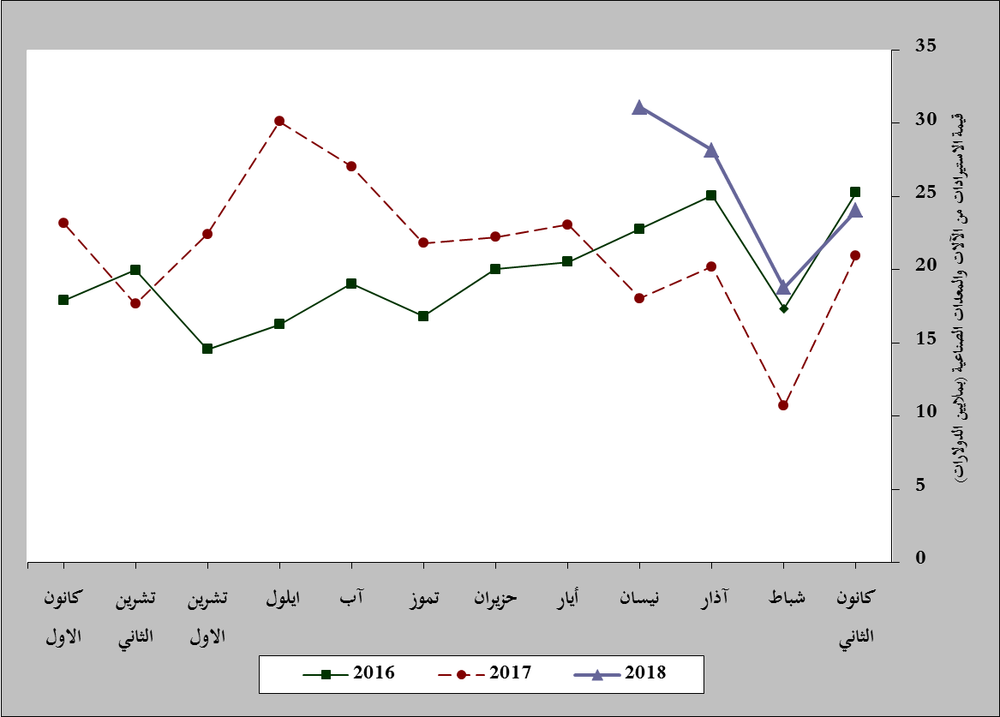 35
30
25
20
15
10
5
0
قيمة الاستيرادات من الآلات والمعدات الصناعية (بملايين الدولارات)
كانون الثاني
شباط
آذار
نيسان
أيار
حزيران
تموز
آب
ايلول
تشرين الاول
تشرين الثاني
كانون الاول
2016
2017
2018